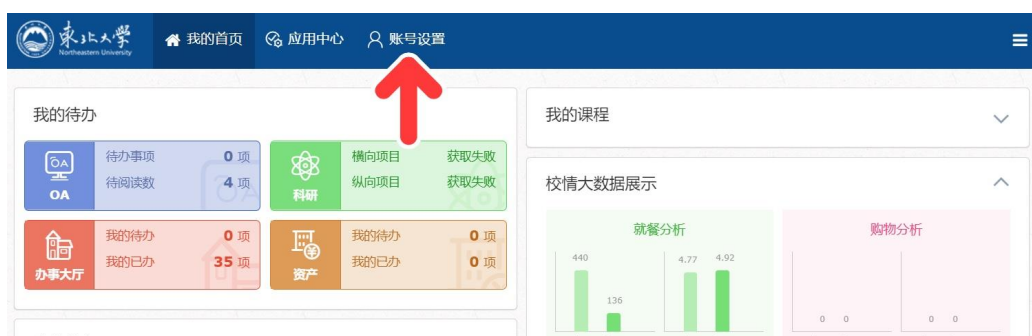 東北大学 我的首页 应用中心 账号设置
Northeastern University
我的待办
OA
OA
待办事项 0 项
待阅读数 4 项
科研
横向项目 获取失败
纵向项目 获取失败
办事大厅
我的待办 0 项
我的已办 35 项
资产
我的待办 0 项
我的已办 0 项
我的课程
校情大数据展示
就餐分析
440
136
4.77 4.92
购物分析
0 0
0 0